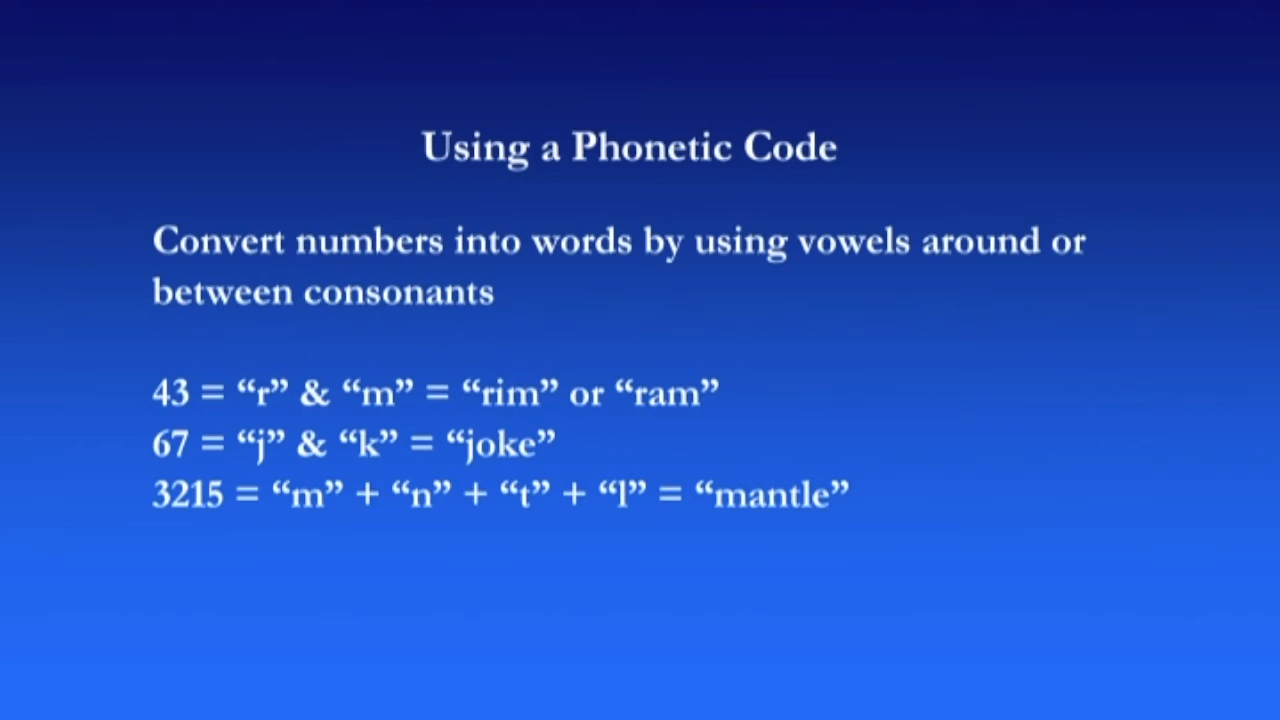 Using a Phonetic Code
Convert numbers into words by using vowels around or
between consonants
43 = “r” & “m” = “rim” or “ram”
67 = “j” & “k” = “joke”
3215 = “m” + “n” + “t” + “l” = “mantle”